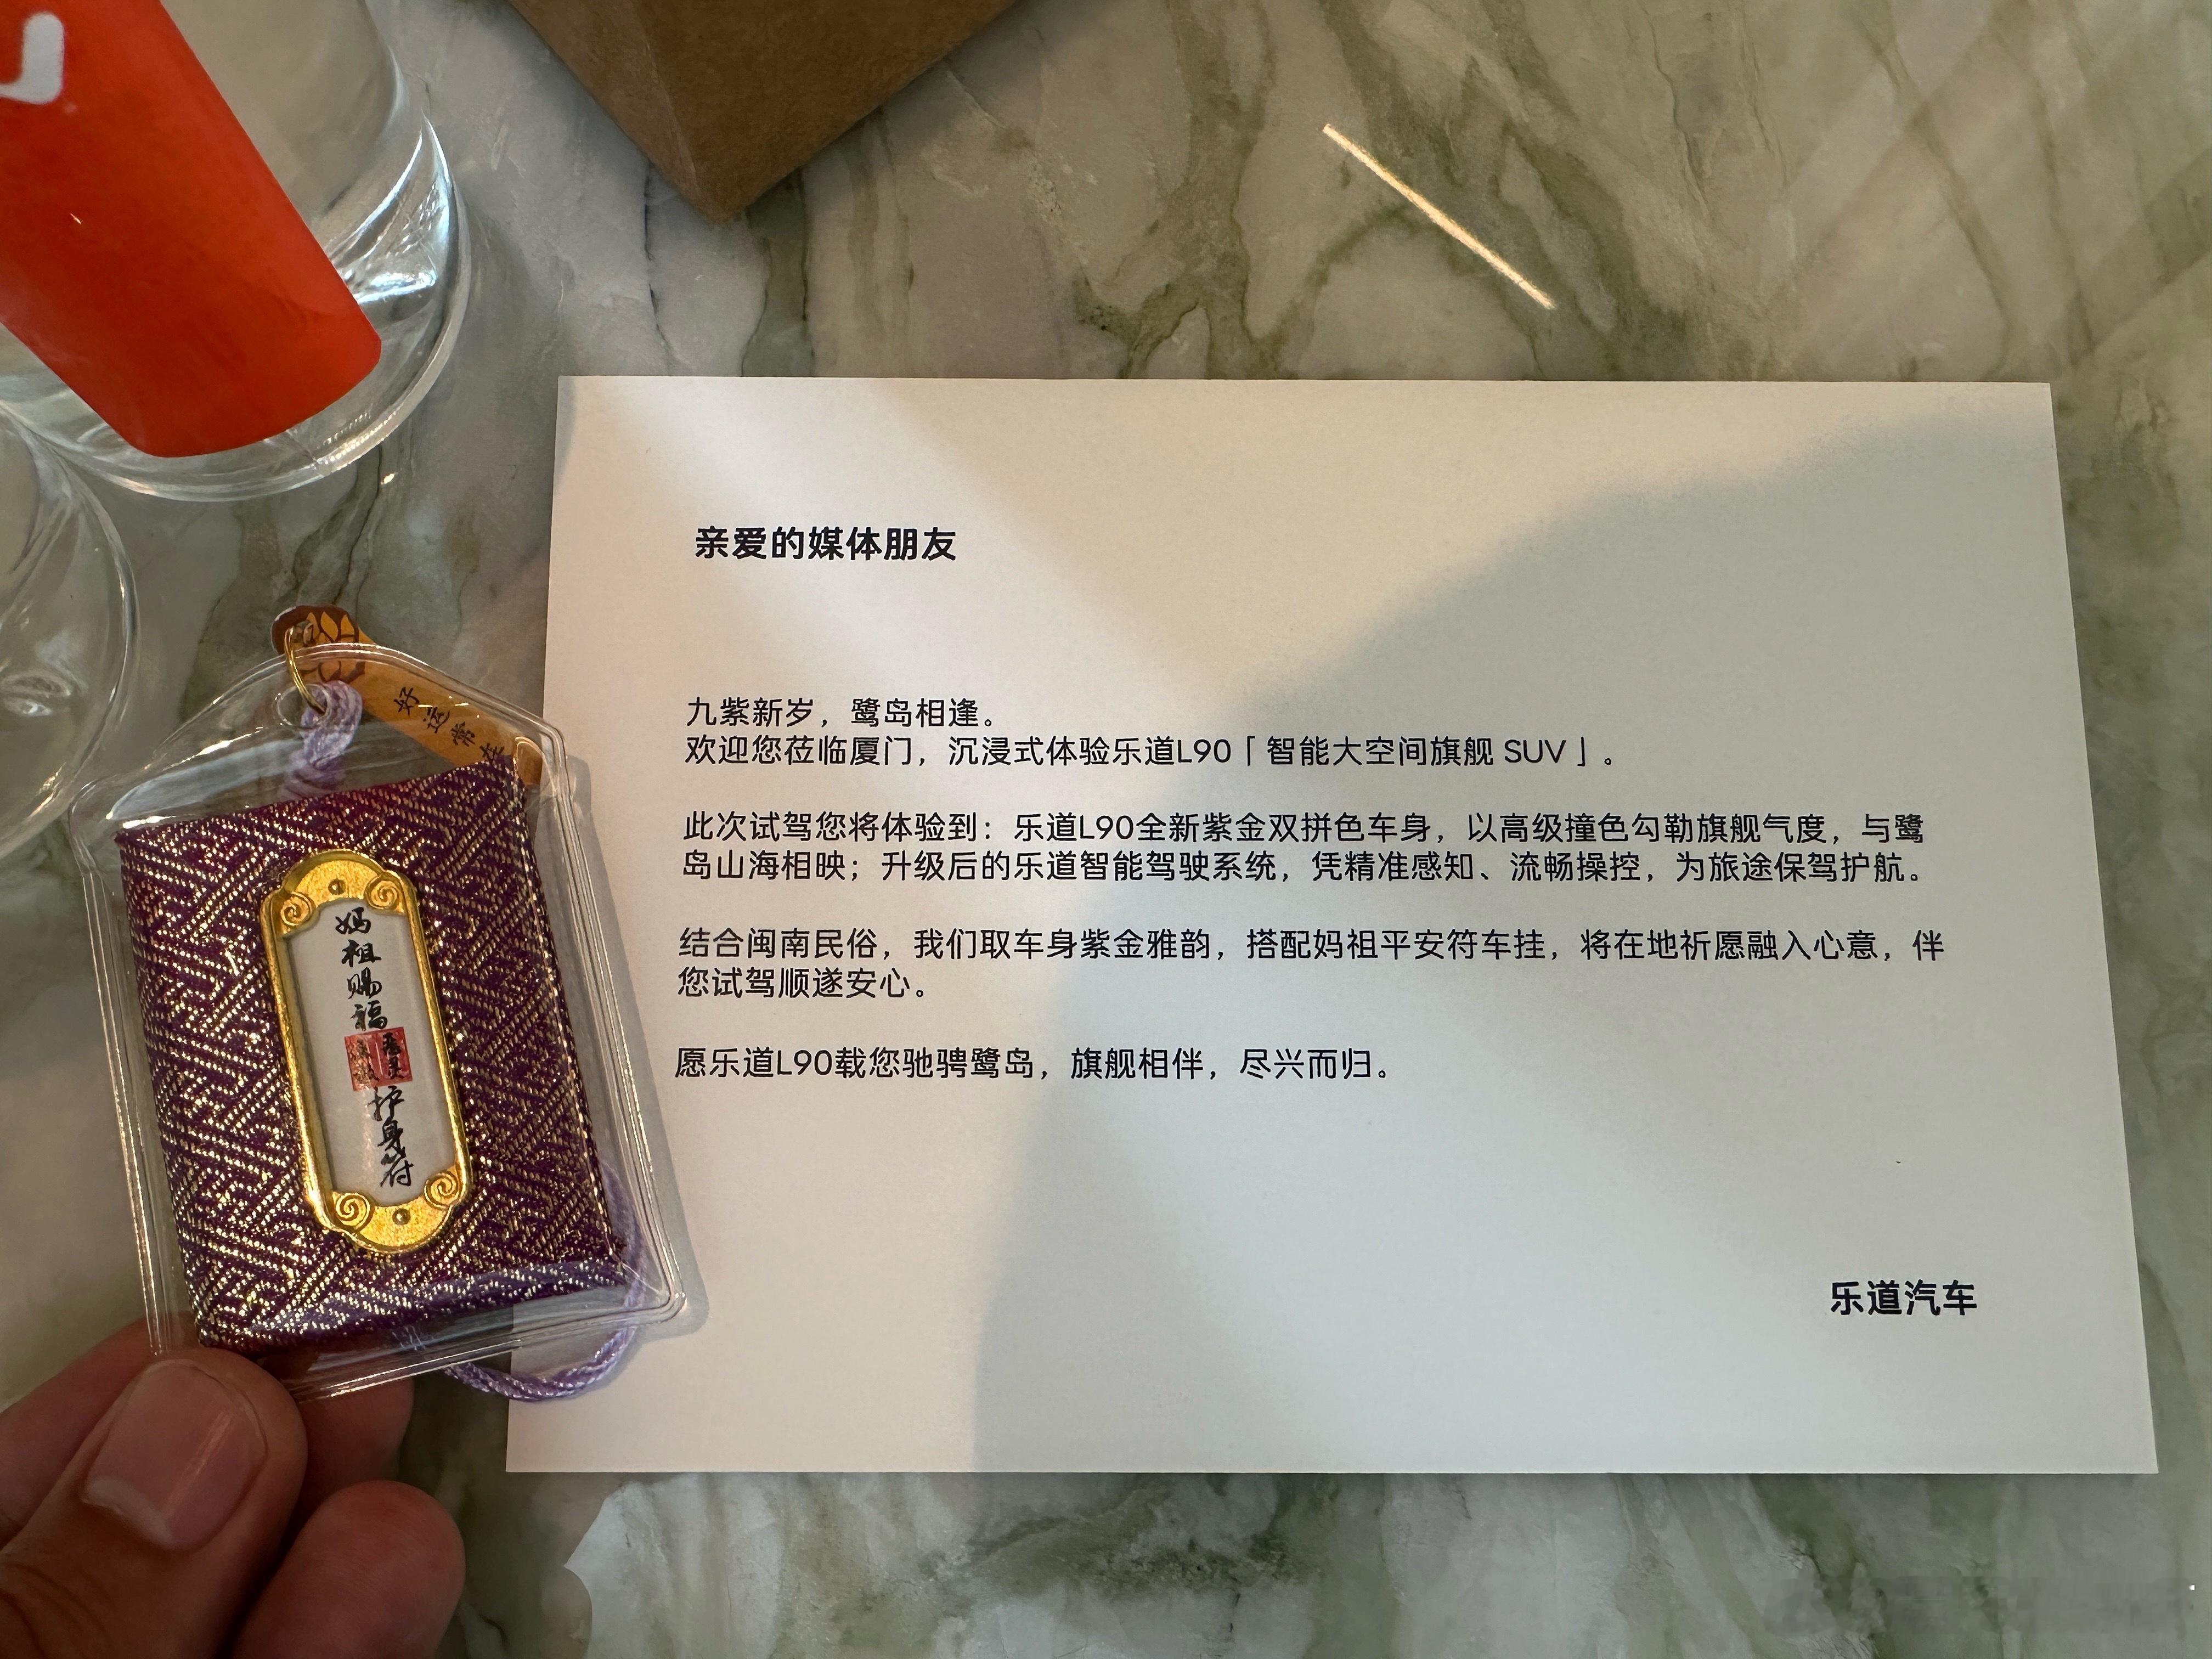 亲爱的媒体朋友
九紫新岁，鹭岛相逢。
欢迎您莅临厦门，沉浸式体验乐道L90「智能大空间旗舰 SUV」。
此次试驾您将体验到：乐道L90全新紫金双拼色车身，以高级撞色勾勒旗舰气度，与鹭
岛山海相映；升级后的乐道智能驾驶系统，凭精准感知、流畅操控，为旅途保驾护航。
结合闽南民俗，我们取车身紫金雅韵，搭配妈祖平安符车挂，将在地祈愿融入心意，伴
您试驾顺遂安心。
愿乐道L90载您驰骋鹭岛，旗舰相伴，尽兴而归。
乐道汽车
好运常在
妈祖赐福
护身符